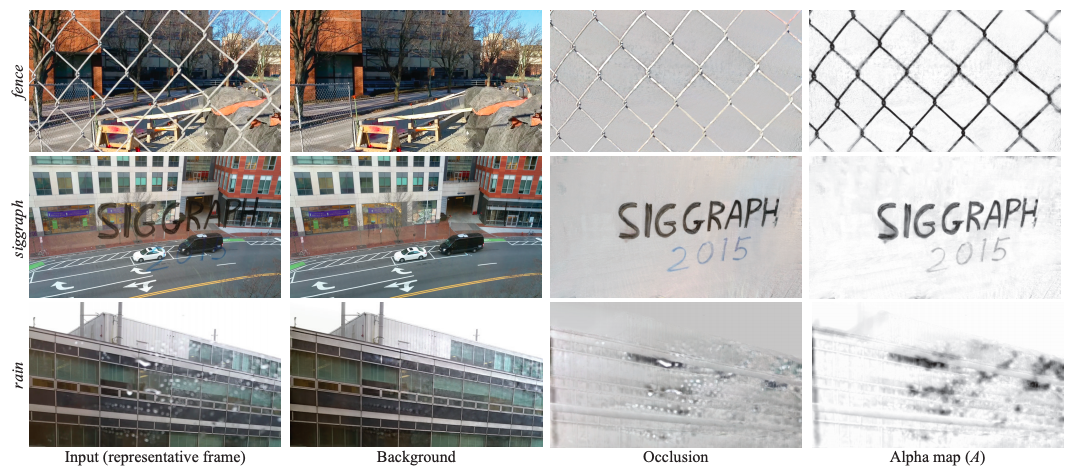 fence
siggraph
SIGGRAPH
2015
SIGGRAPH
2015
SIGGRAPH
2015
rain
Input (representative frame)
Background
Occlusion
Alpha map (A)